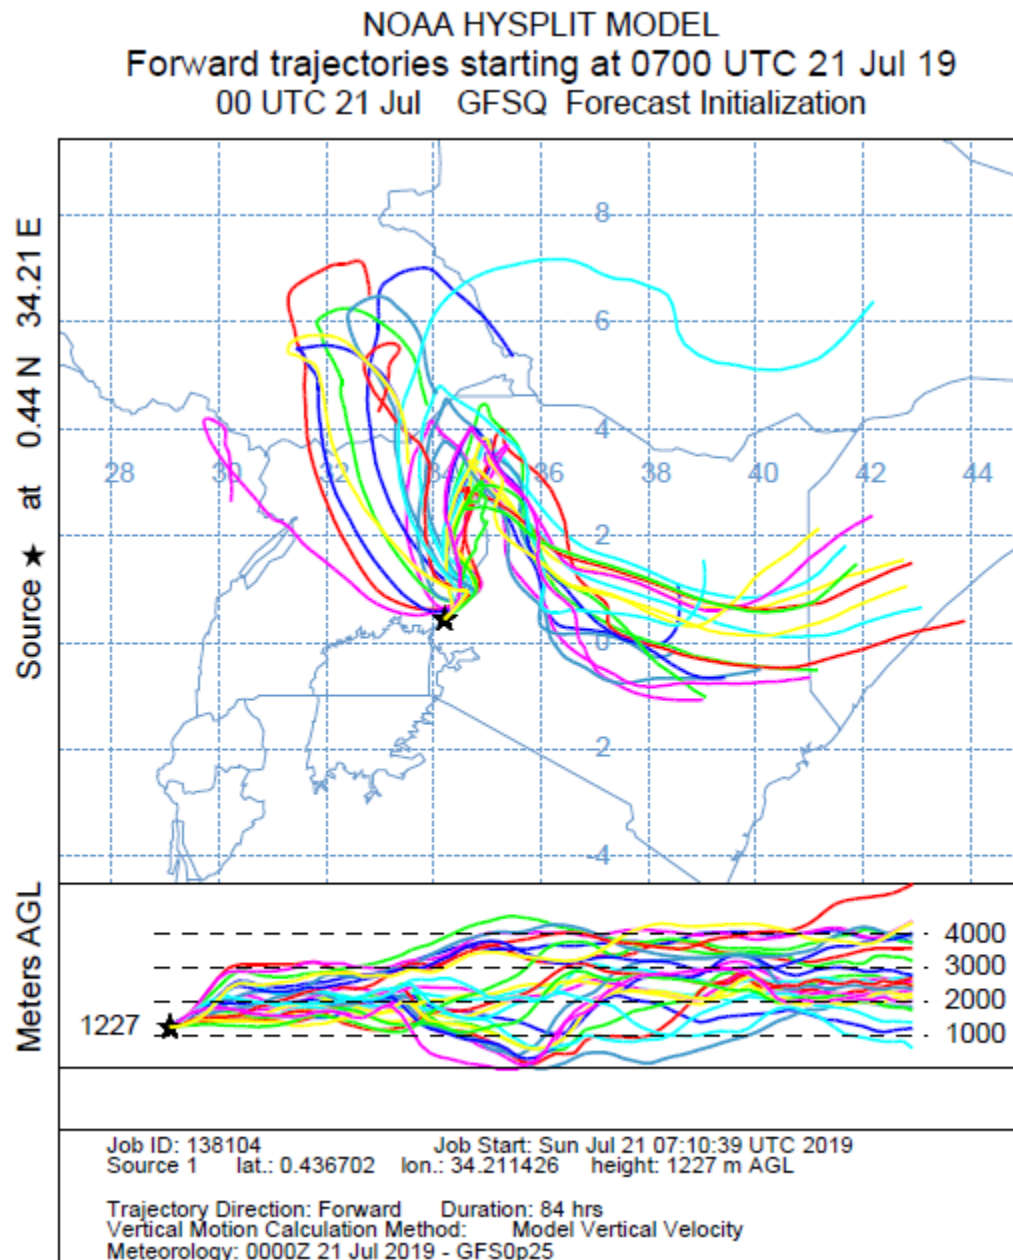 NOAA HYSPLIT MODEL
Forward trajectories starting at 0700 UTC 21 Jul 19
00 UTC 21 Jul GFSQ Forecast Initialization
Source ★ at 0.44 N 34.21 E
8
6
4
28 30 32 34 36 38 40 42 44
2
0
-2
-4
Meters AGL
1227
4000
3000
2000
1000
Job ID: 138104 Job Start: Sun Jul 21 07:10:39 UTC 2019
Source 1 lat.: 0.436702 lon.: 34.211426 height: 1227 m AGL
Trajectory Direction: Forward Duration: 84 hrs
Vertical Motion Calculation Method: Model Vertical Velocity
Meteorology: 0000Z 21 Jul 2019 - GFS0p25